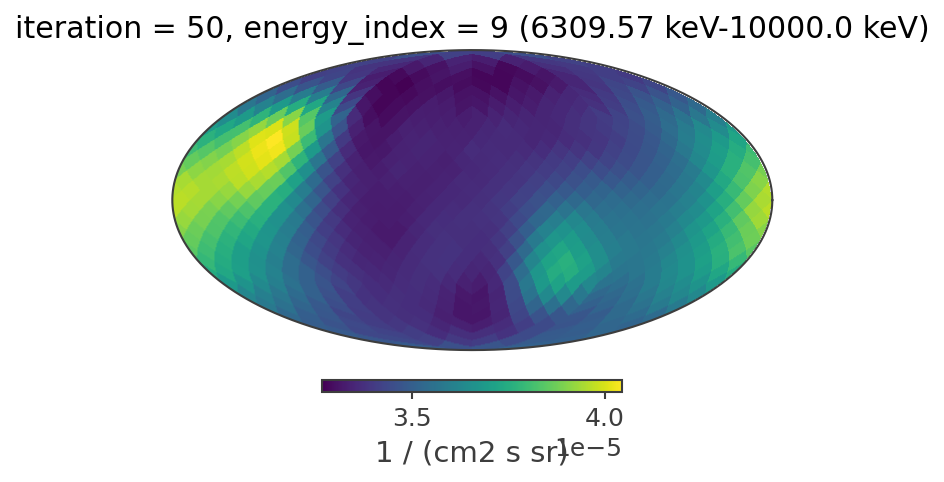 iteration = 50, energy_index = 9 (6309.57 keV-10000.0 keV)
3.5 4.0
1e−5
1 / (cm2 s sr)